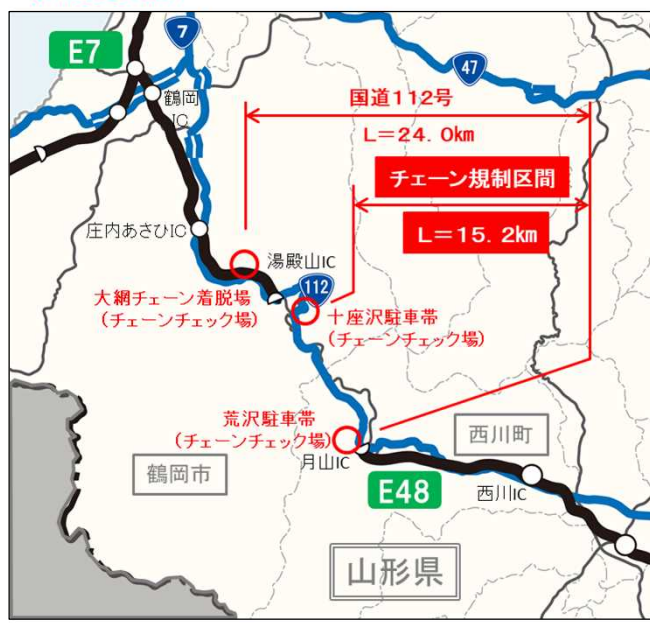 7
E7
47
鶴岡
IC
国道112号
L=24.0km
チェーン規制区間
L=15.2km
庄内あさひIC
湯殿山IC
大網チェーン着脱場
(チェーンチェック場)
112
十座沢駐車帯
(チェーンチェック場)
荒沢駐車帯
(チェーンチェック場)
月山IC
西川町
鶴岡市
E48
西川IC
山形県